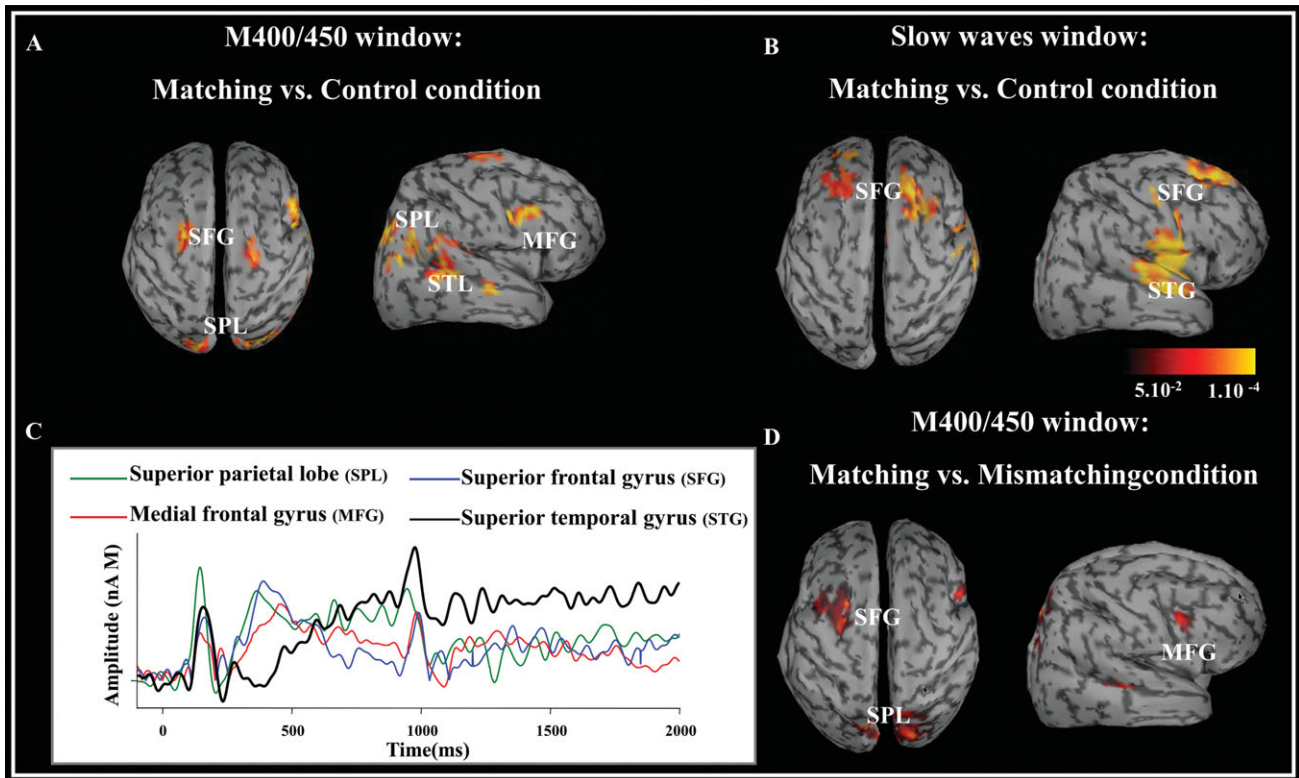 A
M400/450 window:
Matching vs. Control condition
SFG
SPL
SPL
STL
MFG
B
Slow waves window:
Matching vs. Control condition
SFG
SFG
STG
5.10-2 1.10 -4
C
Superior parietal lobe (SPL)
Superior frontal gyrus (SFG)
Medial frontal gyrus (MFG)
Superior temporal gyrus (STG)
Amplitude (nA M)
0 500 1000 1500 2000
Time(ms)
D
M400/450 window:
Matching vs. Mismatchingcondition
SFG
SPL
MFG